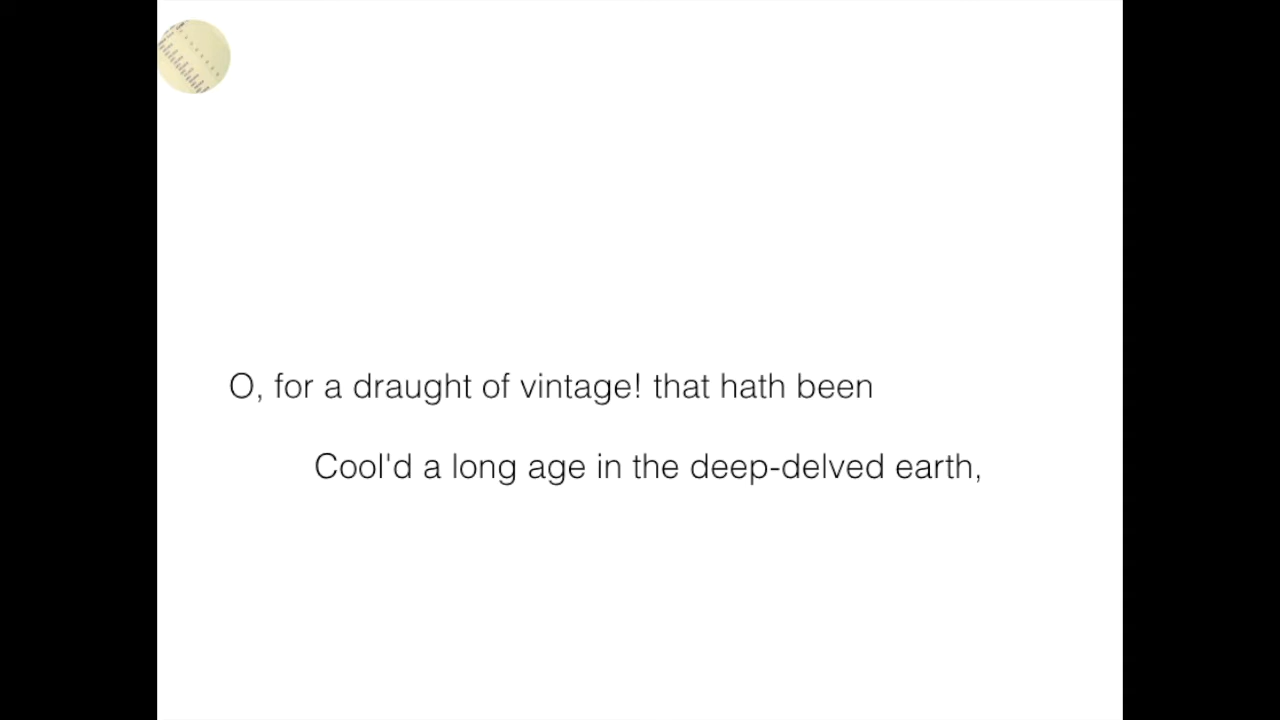 O, for a draught of vintage! that hath been
Cool'd a long age in the deep-delved earth,